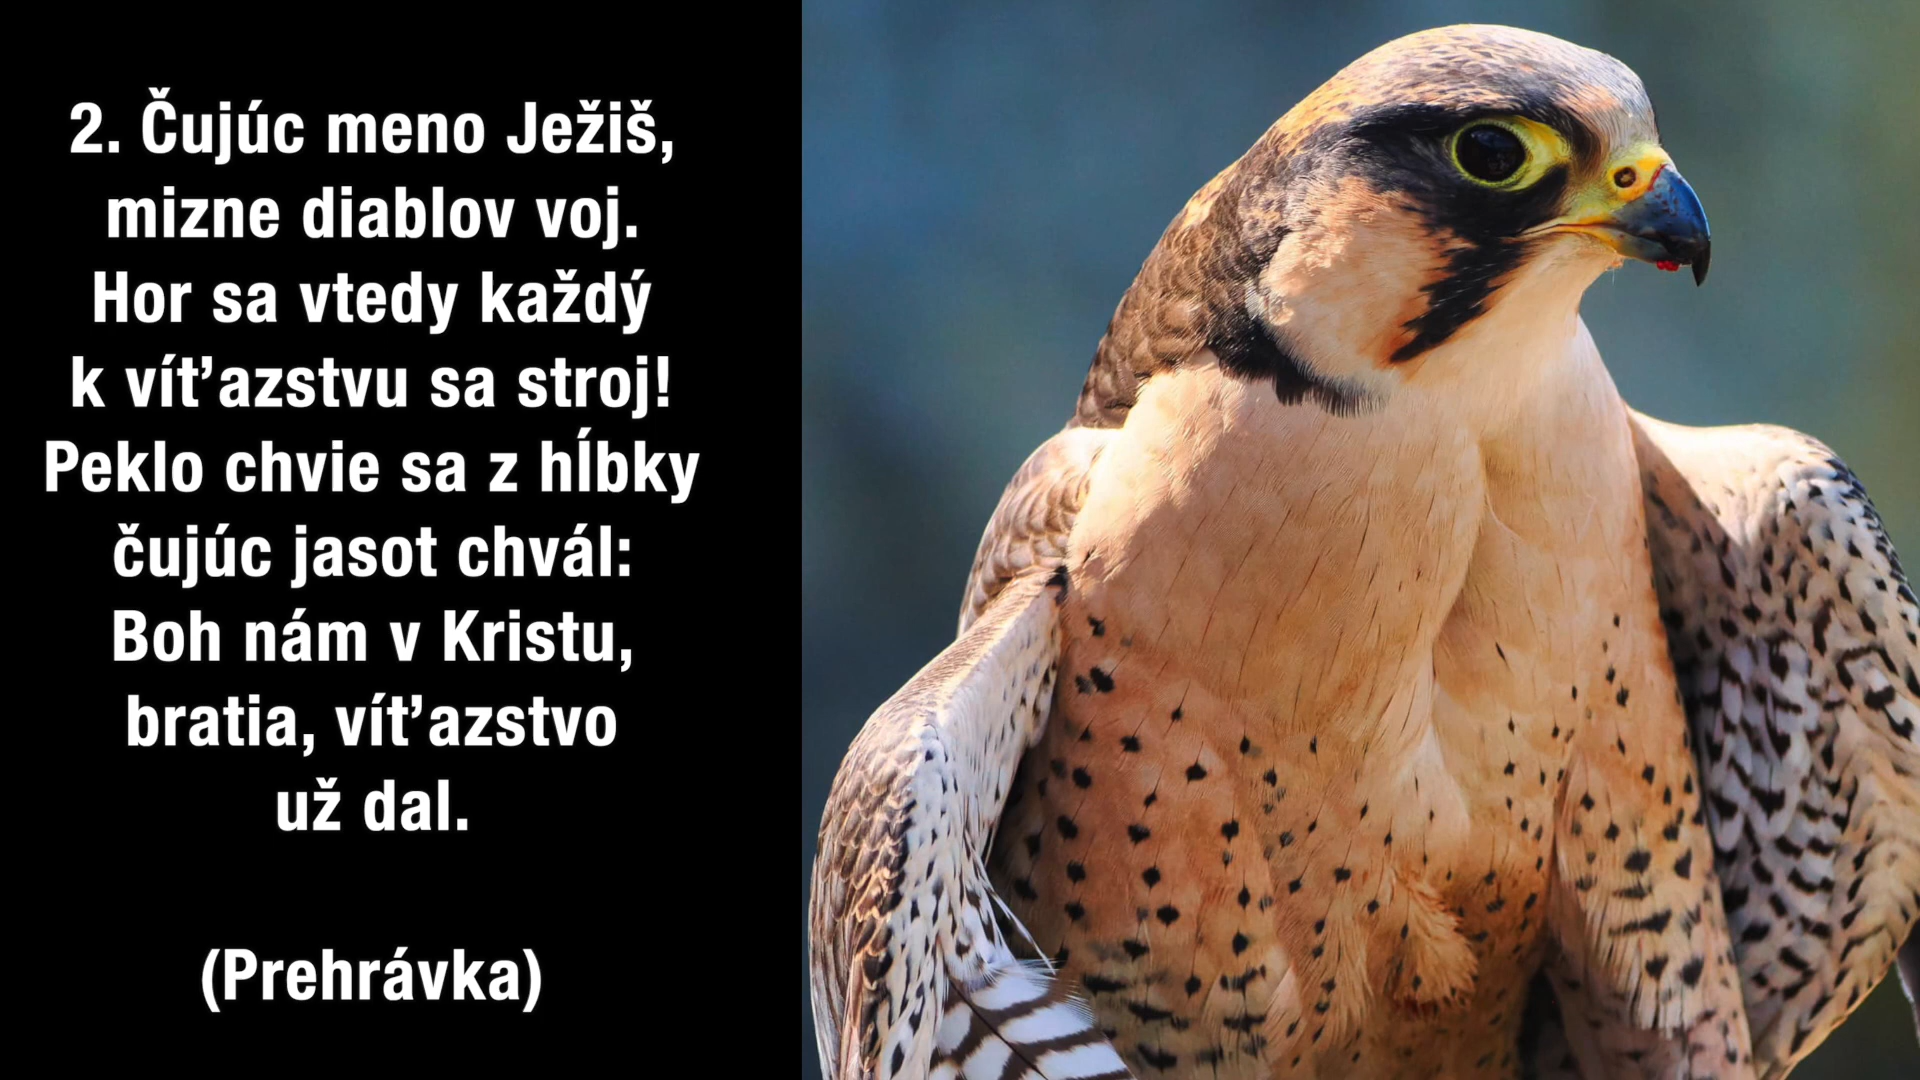 2. Čujúc meno Ježiš,
mizne diablov voj.
Hor sa vtedy každý
k víťazstvu sa stroj!
Peklo chvie sa z hĺbky
čujúc jasot chvál:
Boh nám v Kristu,
bratia, víťazstvo
už dal.
(Prehrávka)